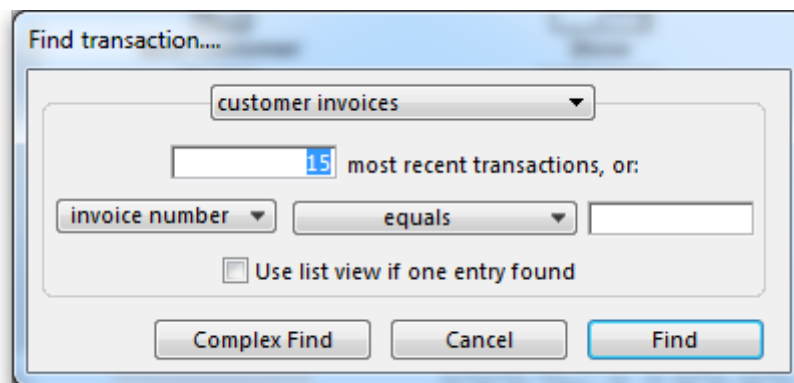 Find transaction....
customer invoices
15 most recent transactions, or:
invoice number equals
Use list view if one entry found
Complex Find Cancel Find